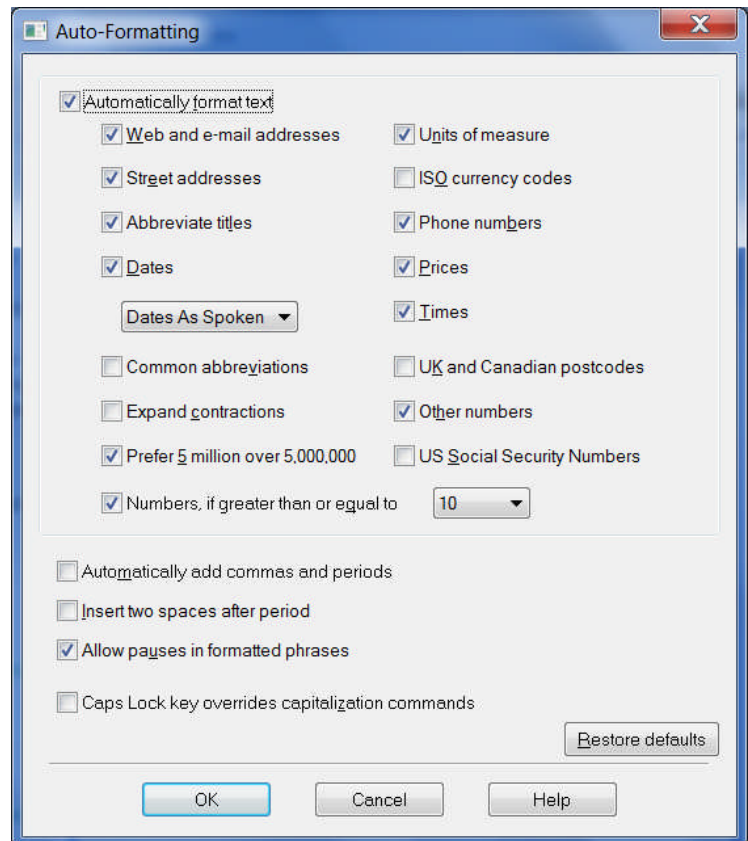 Auto-Formatting
Automatically format text
Web and e-mail addresses
Units of measure
Street addresses
ISO currency codes
Abbreviate titles
Phone numbers
Dates
Prices
Dates As Spoken
Times
Common abbreviations
UK and Canadian postcodes
Expand contractions
Other numbers
Prefer 5 million over 5,000,000
US Social Security Numbers
Numbers, if greater than or equal to 10
Automatically add commas and periods
Insert two spaces after period
Allow pauses in formatted phrases
Caps Lock key overrides capitalization commands
Restore defaults
OK Cancel Help